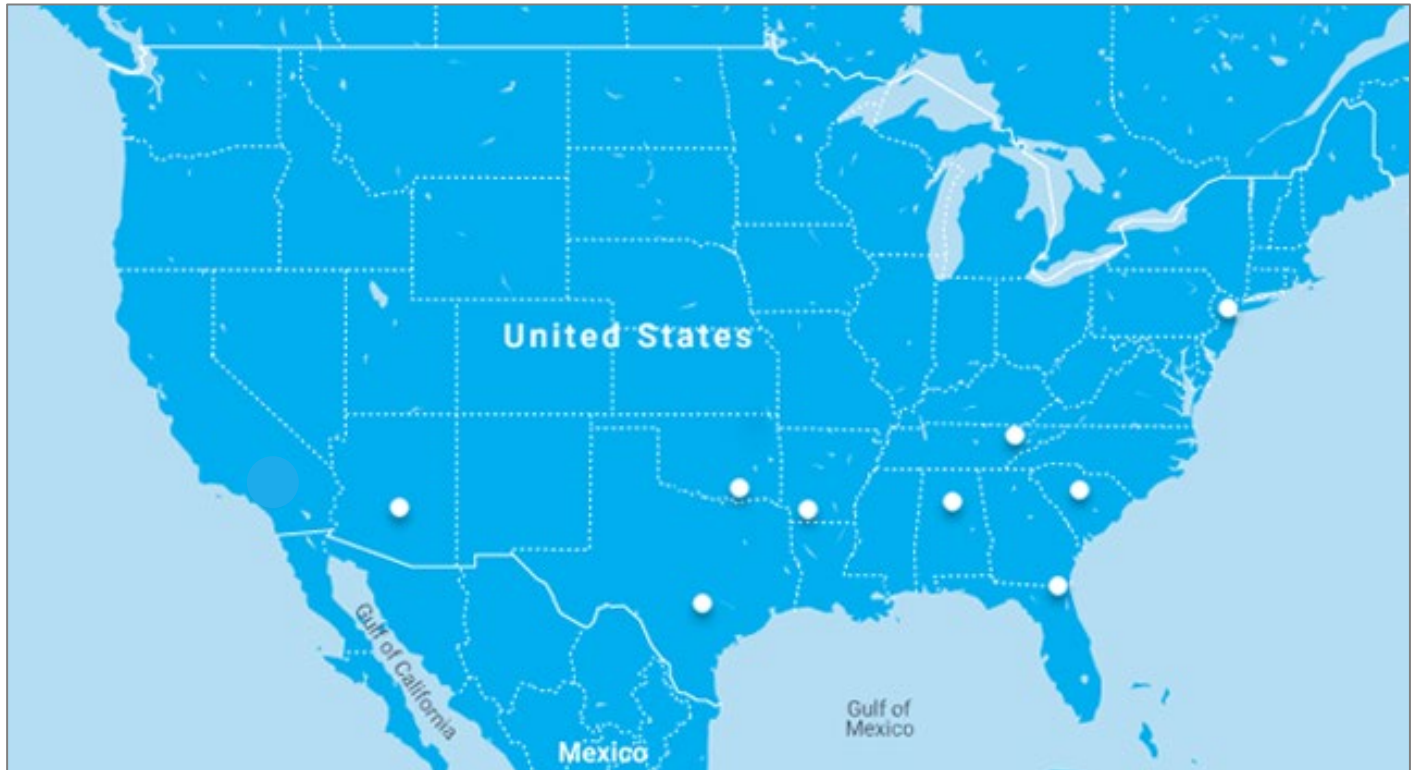 United States
Gulf of California
Gulf of
Mexico
Mexico